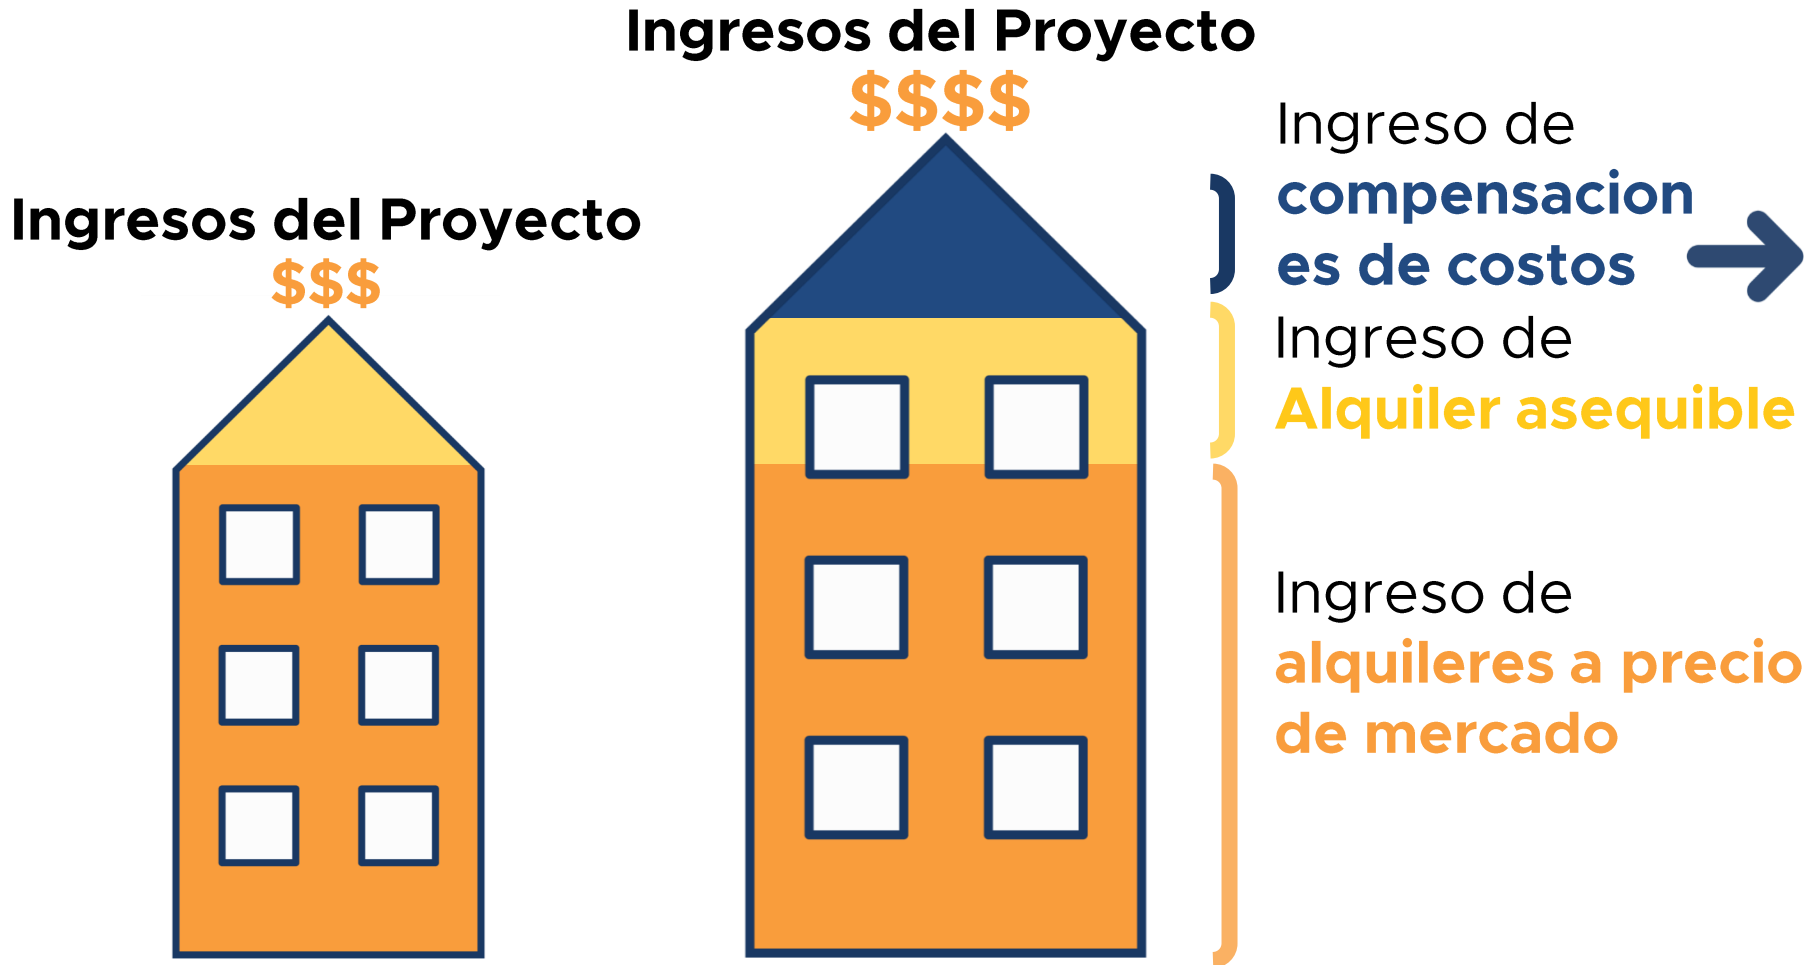 Ingresos del Proyecto
$$$
Ingresos del Proyecto
$$$$
Ingreso de
compensacion
es de costos
Ingreso de
Alquiler asequible
Ingreso de
alquileres a precio
de mercado